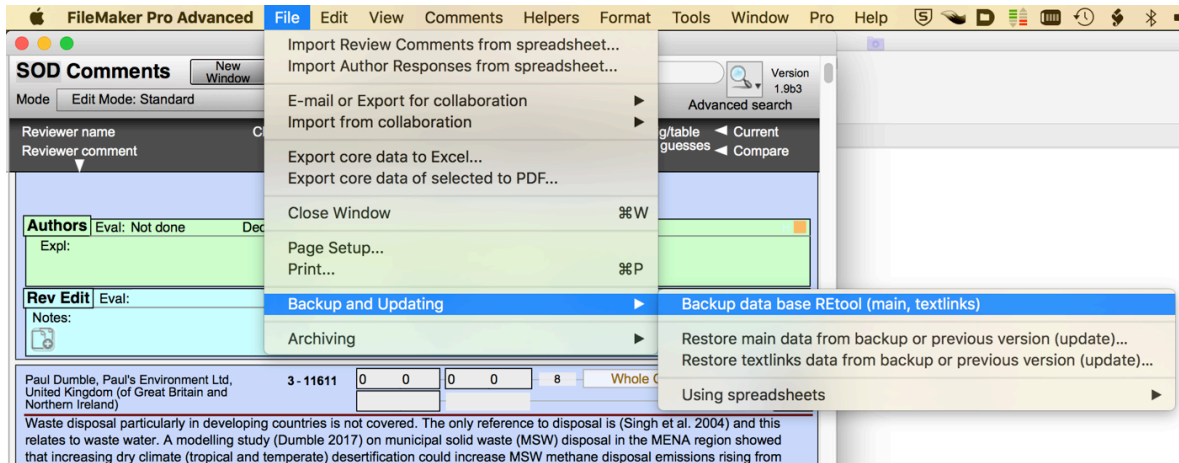 FileMaker Pro Advanced File Edit View Comments Helpers Format Tools Window Pro Help
SOD Comments
New
Window
Version
1.9b3
Mode Edit Mode: Standard
Advanced search
Reviewer name
g/table ◀ Current
Reviewer comment
guesses ◀ Compare
Authors Eval: Not done
Expl:
Rev Edit Eval:
Notes:
Import Review Comments from spreadsheet...
Import Author Responses from spreadsheet...
E-mail or Export for collaboration ▶
Import from collaboration ▶
Export core data to Excel...
Export core data of selected to PDF...
Close Window ⌘W
Page Setup...
Print... ⌘P
Backup and Updating ▶
Archiving ▶
Backup data base REtool (main, textlinks)
Restore main data from backup or previous version (update)...
Restore textlinks data from backup or previous version (update)...
Using spreadsheets ▶
Paul Dumble, Paul's Environment Ltd,
United Kingdom (of Great Britain and
Northern Ireland)
3 - 11611 0 0 0 0 8 Whole
Waste disposal particularly in developing countries is not covered. The only reference to disposal is (Singh et al. 2004) and this
relates to waste water. A modelling study (Dumble 2017) on municipal solid waste (MSW) disposal in the MENA region showed
that increasing dry climate (tropical and temperate) desertification could increase MSW methane disposal emissions rising from